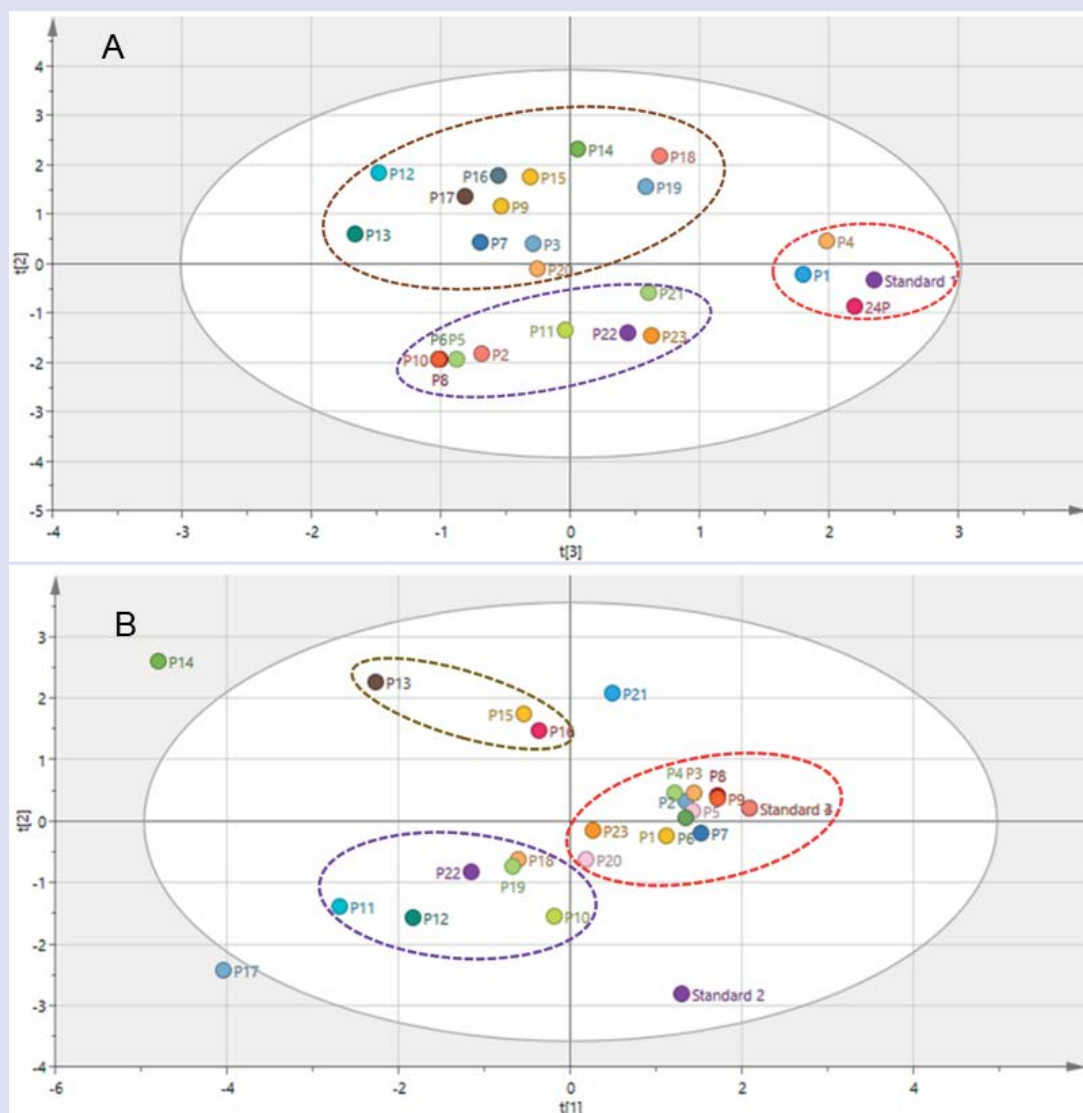 A
4
3
P14
P18
2
P12
P16
P15
P19
P17
P9
1
P13
P7
P3
P4
t[2]
0
P20
P1
Standard 1
P21
24P
-1
P11
P22
P23
P6
P5
P2
P10
-2
P8
-3
-4
-5
-4
-3
-2
-1
0
1
2
3
t[3]
B
3
P14
P13
P21
2
P15
P16
1
P4
P3
P8
P2
P9
Standard 3
P5
t[2]
0
P23
P1
P6
P7
P18
P20
P22
P19
-1
P11
P12
P10
-2
P17
Standard 2
-3
-4
-6
-4
-2
0
2
4
t[1]